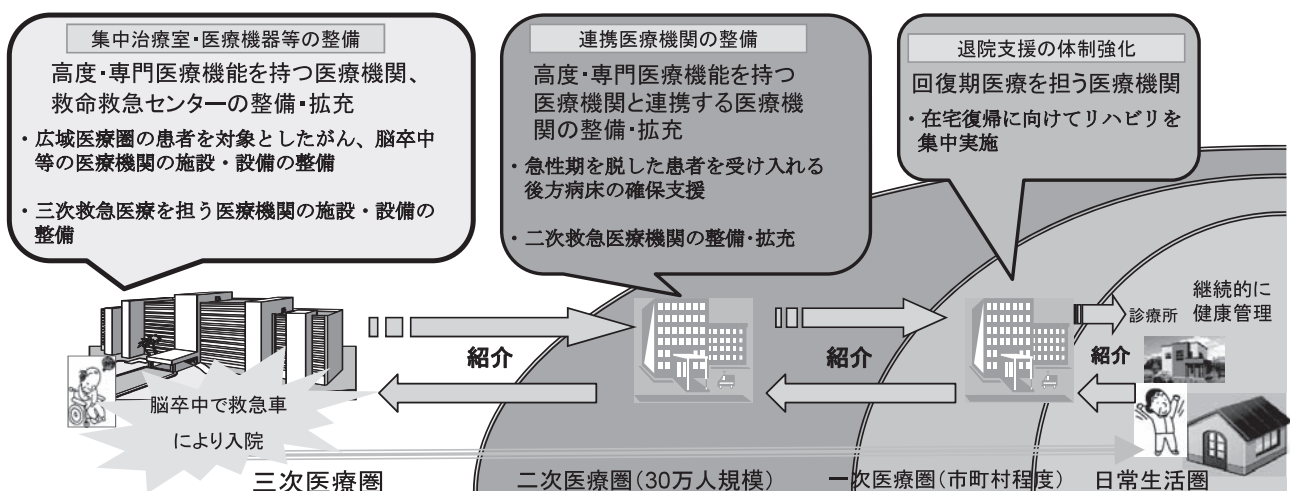 集中治療室・医療機器等の整備
高度・専門医療機能を持つ医療機関、
救命救急センターの整備・拡充
・広域医療圏の患者を対象としたがん、脳卒中
等の医療機関の施設・設備の整備
・三次救急医療を担う医療機関の施設・設備の
整備
連携医療機関の整備
高度・専門医療機能を持つ
医療機関と連携する医療機
関の整備・拡充
・急性期を脱した患者を受け入れる
後方病床の確保支援
・二次救急医療機関の整備・拡充
退院支援の体制強化
回復期医療を担う医療機関
・在宅復帰に向けてリハビリを
集中実施
紹介
紹介
紹介
診療所
継続的に
健康管理
脳卒中で救急車
により入院
三次医療圏
二次医療圏(30万人規模)
一次医療圏(市町村程度)
日常生活圏